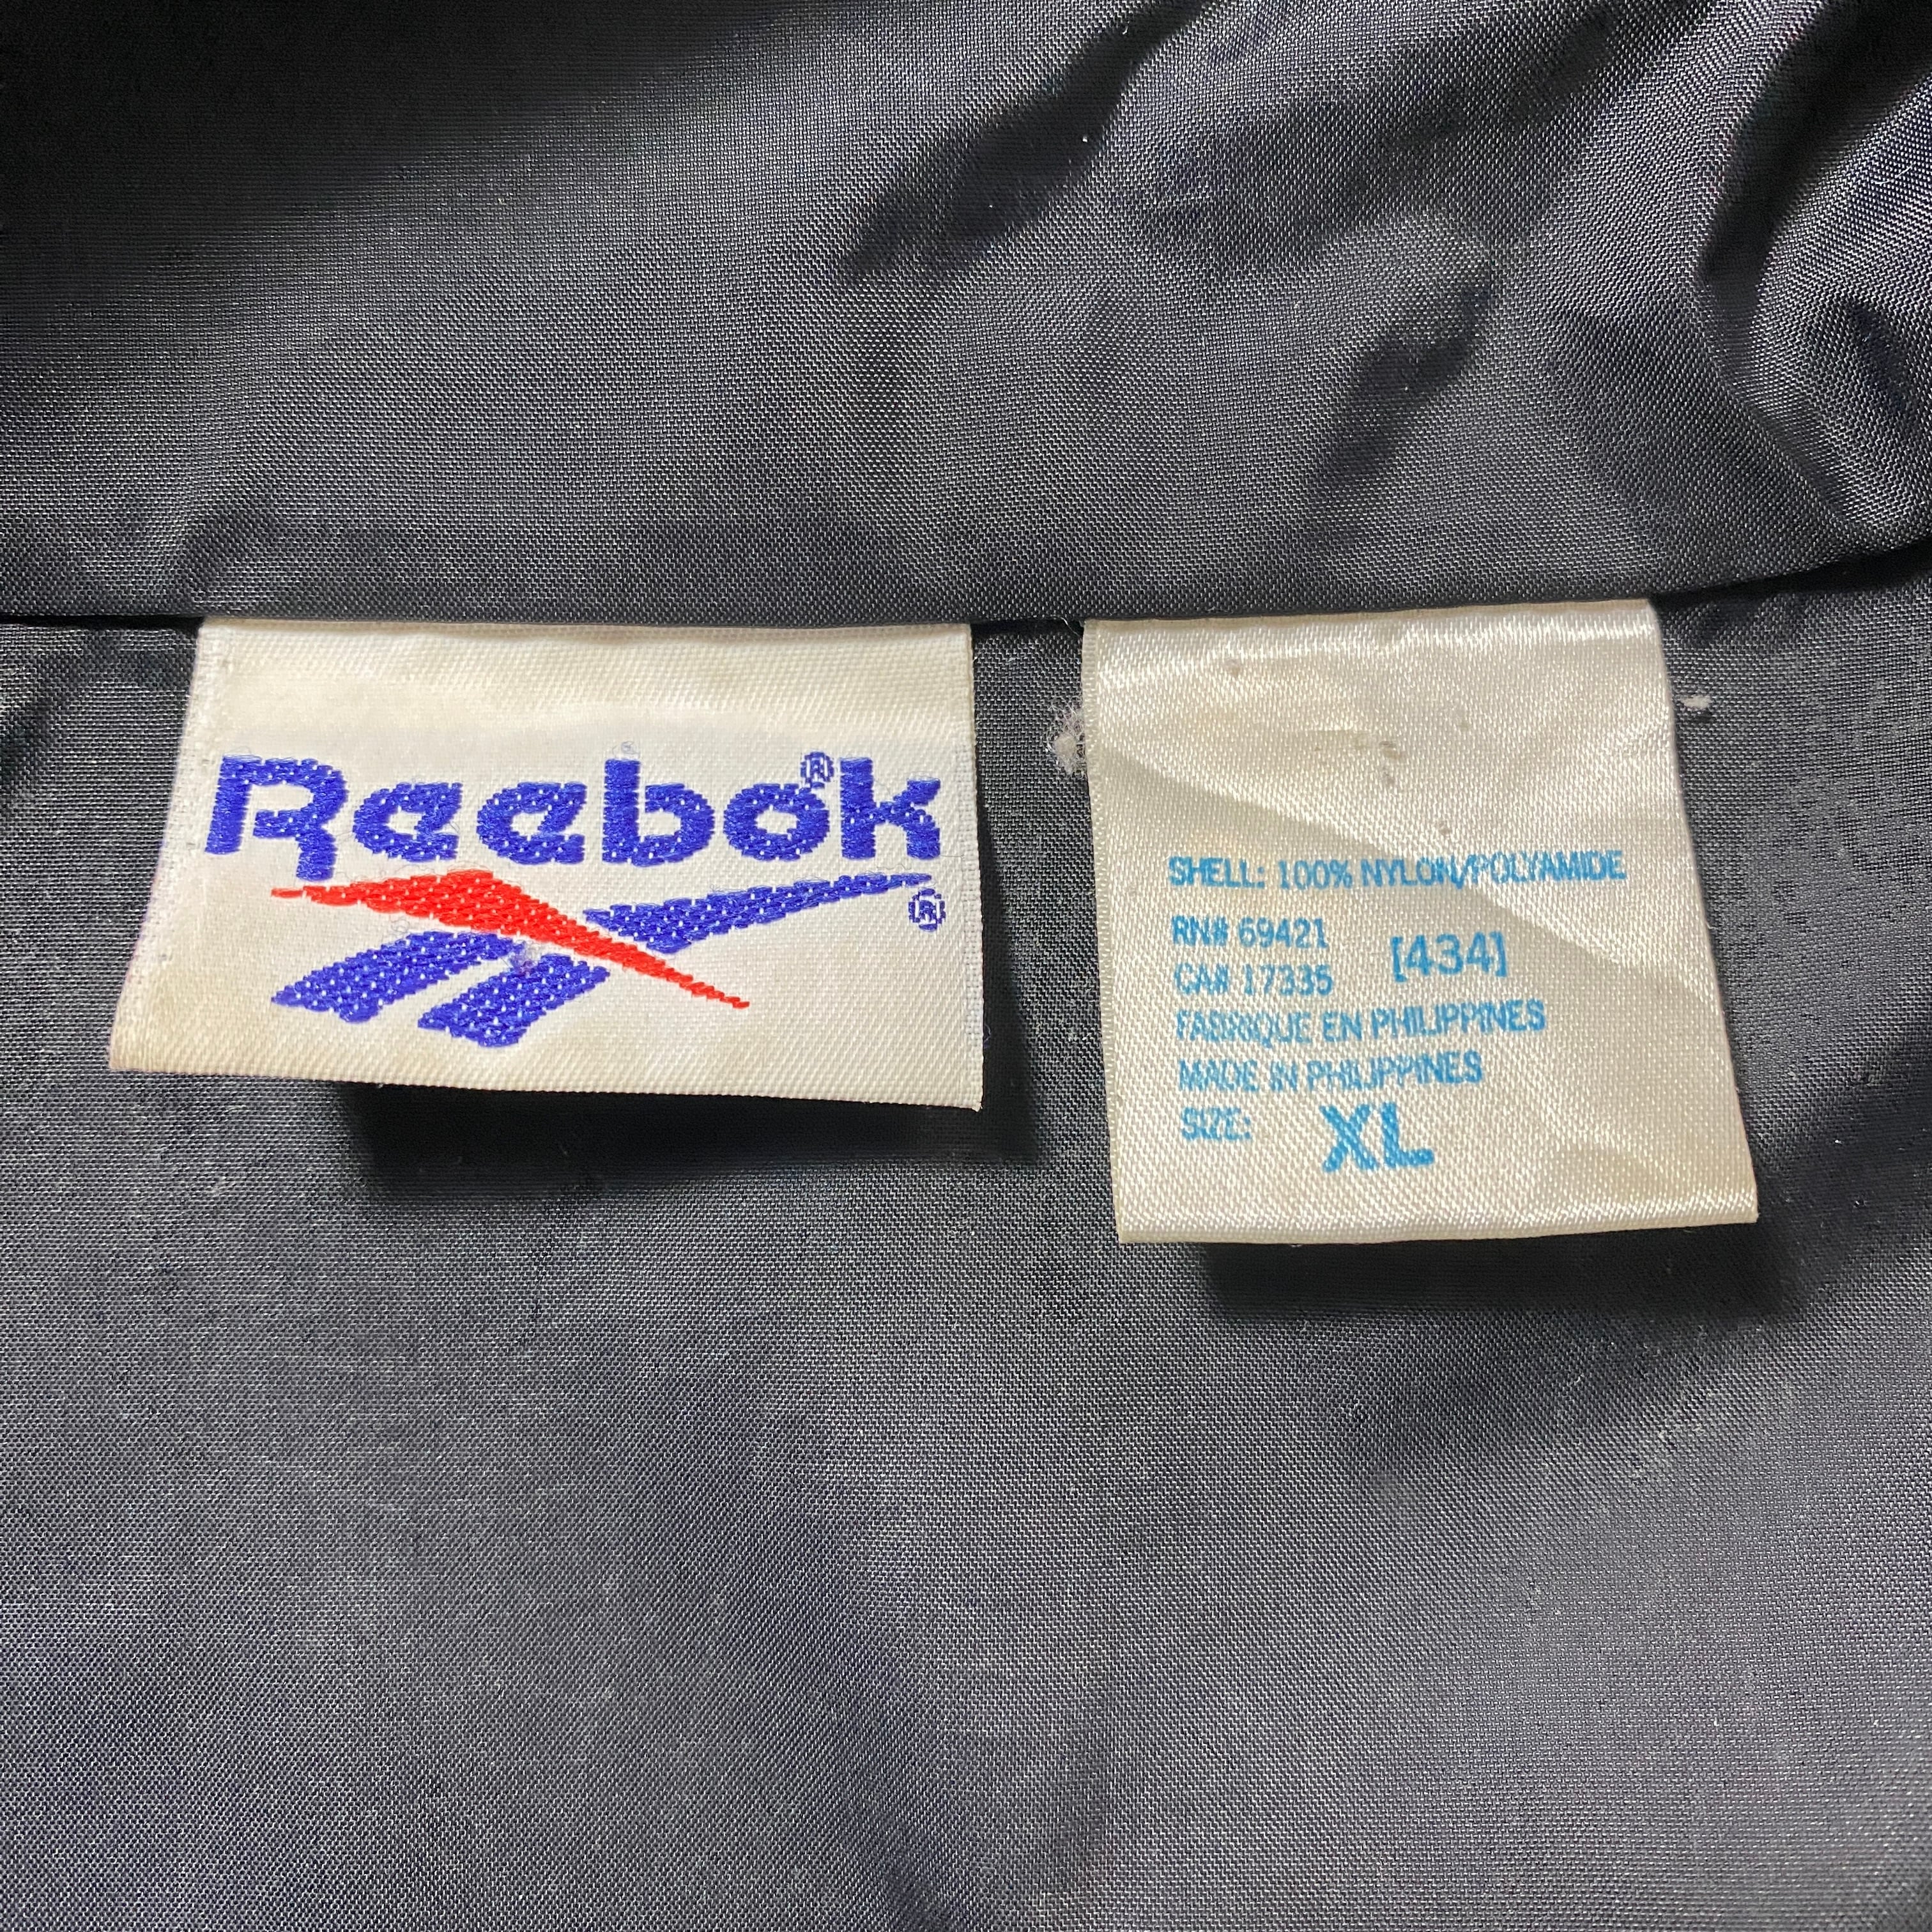 Reebok®
®
SHELL: 100% NYLON/POLYAMIDE
RN# 69421
CA# 17335 [434]
FABRIQUE EN PHILIPPINES
MADE IN PHILIPPINES
SIZE: XL